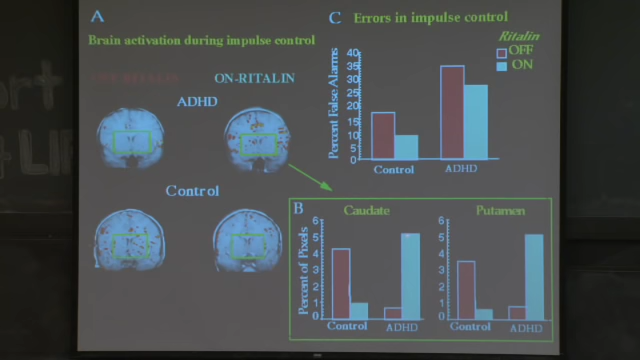 A
Brain activation during impulse control
OFF-RITALIN
ON-RITALIN
ADHD
Control
C
Errors in impulse control
Ritalin
OFF
ON
Percent False Alarms
40
35
30
25
20
15
10
5
0
Control
ADHD
B
Caudate
Percent of Pixels
6
5
4
3
2
1
0
Control
ADHD
Putamen
6
5
4
3
2
1
0
Control
ADHD